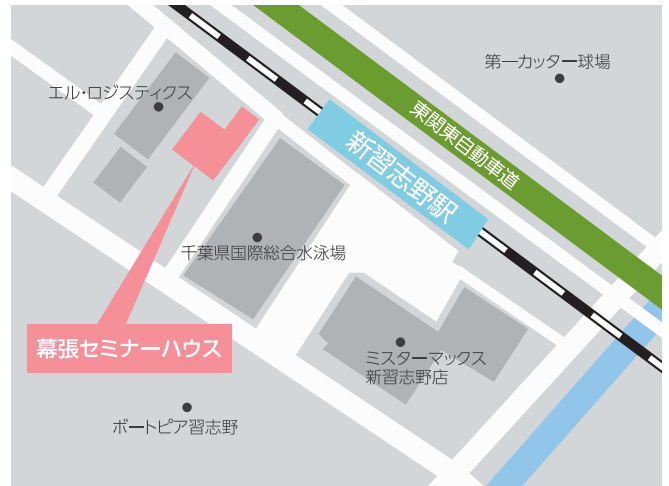 第一カッター球場
エル・ロジスティクス
東関東自動車道
新習志野駅
千葉県国際総合水泳場
幕張セミナーハウス
ミスターマックス
新習志野店
ボートピア習志野